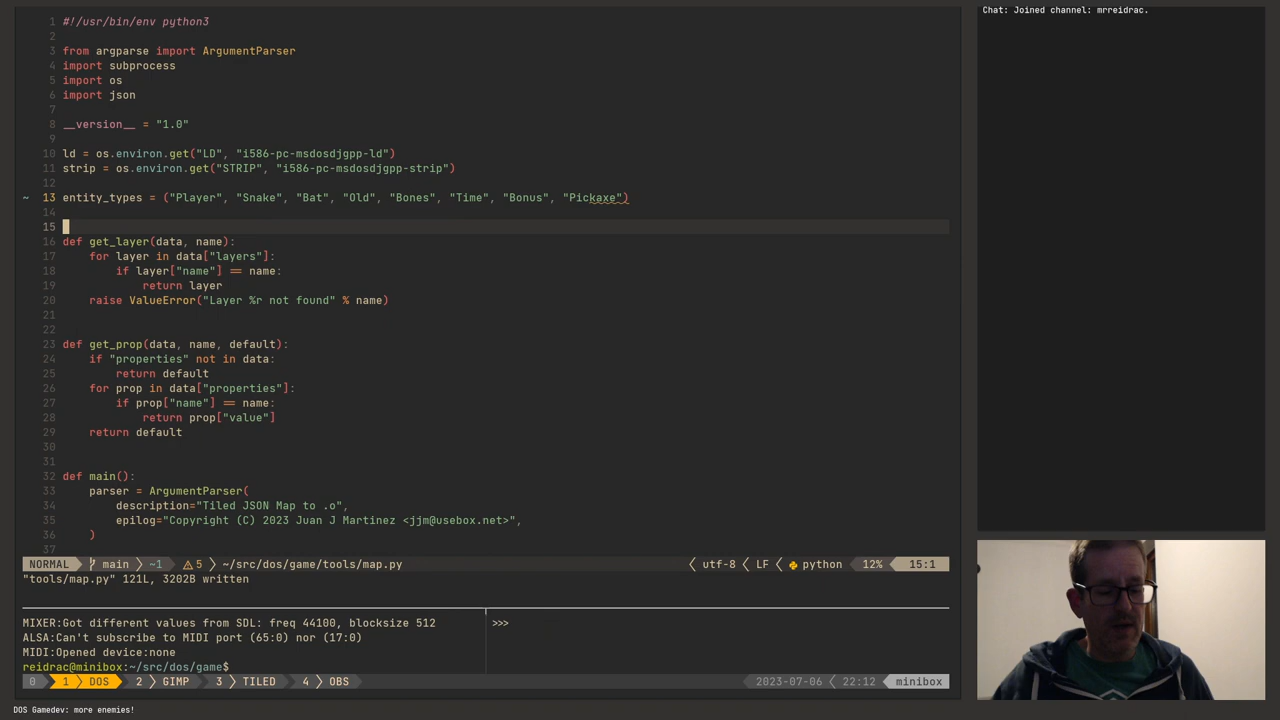 Chat: Joined channel: mrreidrac.
1 #!/usr/bin/env python3
2
3 from argparse import ArgumentParser
4 import subprocess
5 import os
6 import json
7
8 __version__ = "1.0"
9
10 ld = os.environ.get("LD", "i586-pc-msdosdjgpp-ld")
11 strip = os.environ.get("STRIP", "i586-pc-msdosdjgpp-strip")
12
~ 13 entity_types = ("Player", "Snake", "Bat", "Old", "Bones", "Time", "Bonus", "Pickaxe")
14
15
16 def get_layer(data, name):
17 for layer in data["layers"]:
18 if layer["name"] == name:
19 return layer
20 raise ValueError("Layer %r not found" % name)
21
22
23 def get_prop(data, name, default):
24 if "properties" not in data:
25 return default
26 for prop in data["properties"]:
27 if prop["name"] == name:
28 return prop["value"]
29 return default
30
31
32 def main():
33 parser = ArgumentParser(
34 description="Tiled JSON Map to .o",
35 epilog="Copyright (C) 2023 Juan J Martinez <jjm@usebox.net>",
36 )
37
NORMAL main ~1 5 ~/src/dos/game/tools/map.py utf-8 LF python 12% 15:1
"tools/map.py" 121L, 3202B written
MIXER:Got different values from SDL: freq 44100, blocksize 512
ALSA:Can't subscribe to MIDI port (65:0) nor (17:0)
MIDI:Opened device:none
reidrac@minibox:~/src/dos/game$
>>>
0 1 DOS 2 GIMP 3 TILED 4 OBS 2023-07-06 22:12 minibox
DOS Gamedev: more enemies!